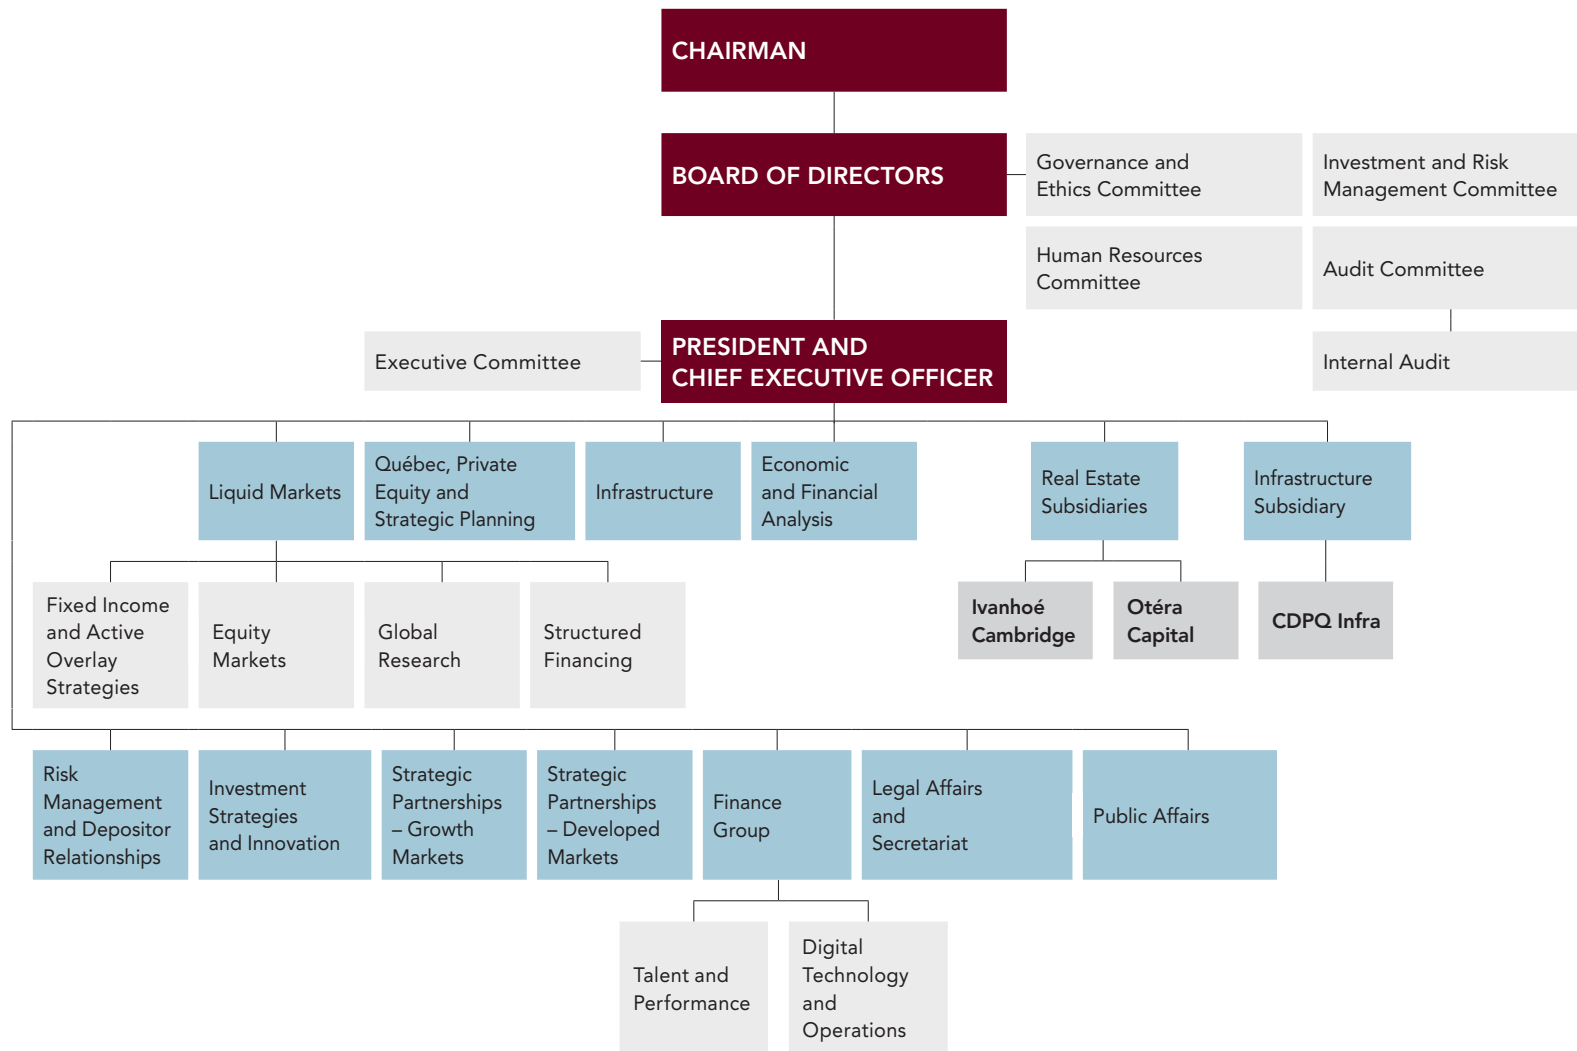 CHAIRMAN
BOARD OF DIRECTORS
Governance and
Ethics Committee
Investment and Risk
Management Committee
Human Resources
Committee
Audit Committee
Executive Committee
PRESIDENT AND
CHIEF EXECUTIVE OFFICER
Internal Audit
Liquid Markets
Québec, Private
Equity and
Strategic Planning
Infrastructure
Economic
and Financial
Analysis
Real Estate
Subsidiaries
Infrastructure
Subsidiary
Fixed Income
and Active
Overlay
Strategies
Equity
Markets
Global
Research
Structured
Financing
Ivanhoé
Cambridge
Otéra
Capital
CDPQ Infra
Risk
Management
and Depositor
Relationships
Investment
Strategies
and Innovation
Strategic
Partnerships
– Growth
Markets
Strategic
Partnerships
– Developed
Markets
Finance
Group
Legal Affairs
and
Secretariat
Public Affairs
Talent and
Performance
Digital
Technology
and
Operations